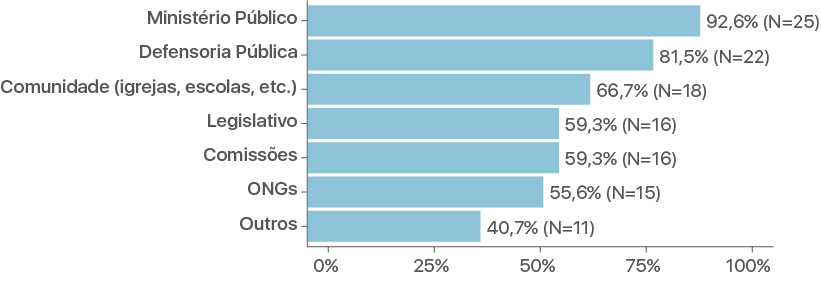 Ministério Público 92,6% (N=25)
Defensoria Pública 81,5% (N=22)
Comunidade (igrejas, escolas, etc.) 66,7% (N=18)
Legislativo 59,3% (N=16)
Comissões 59,3% (N=16)
ONGs 55,6% (N=15)
Outros 40,7% (N=11)
0% 25% 50% 75% 100%